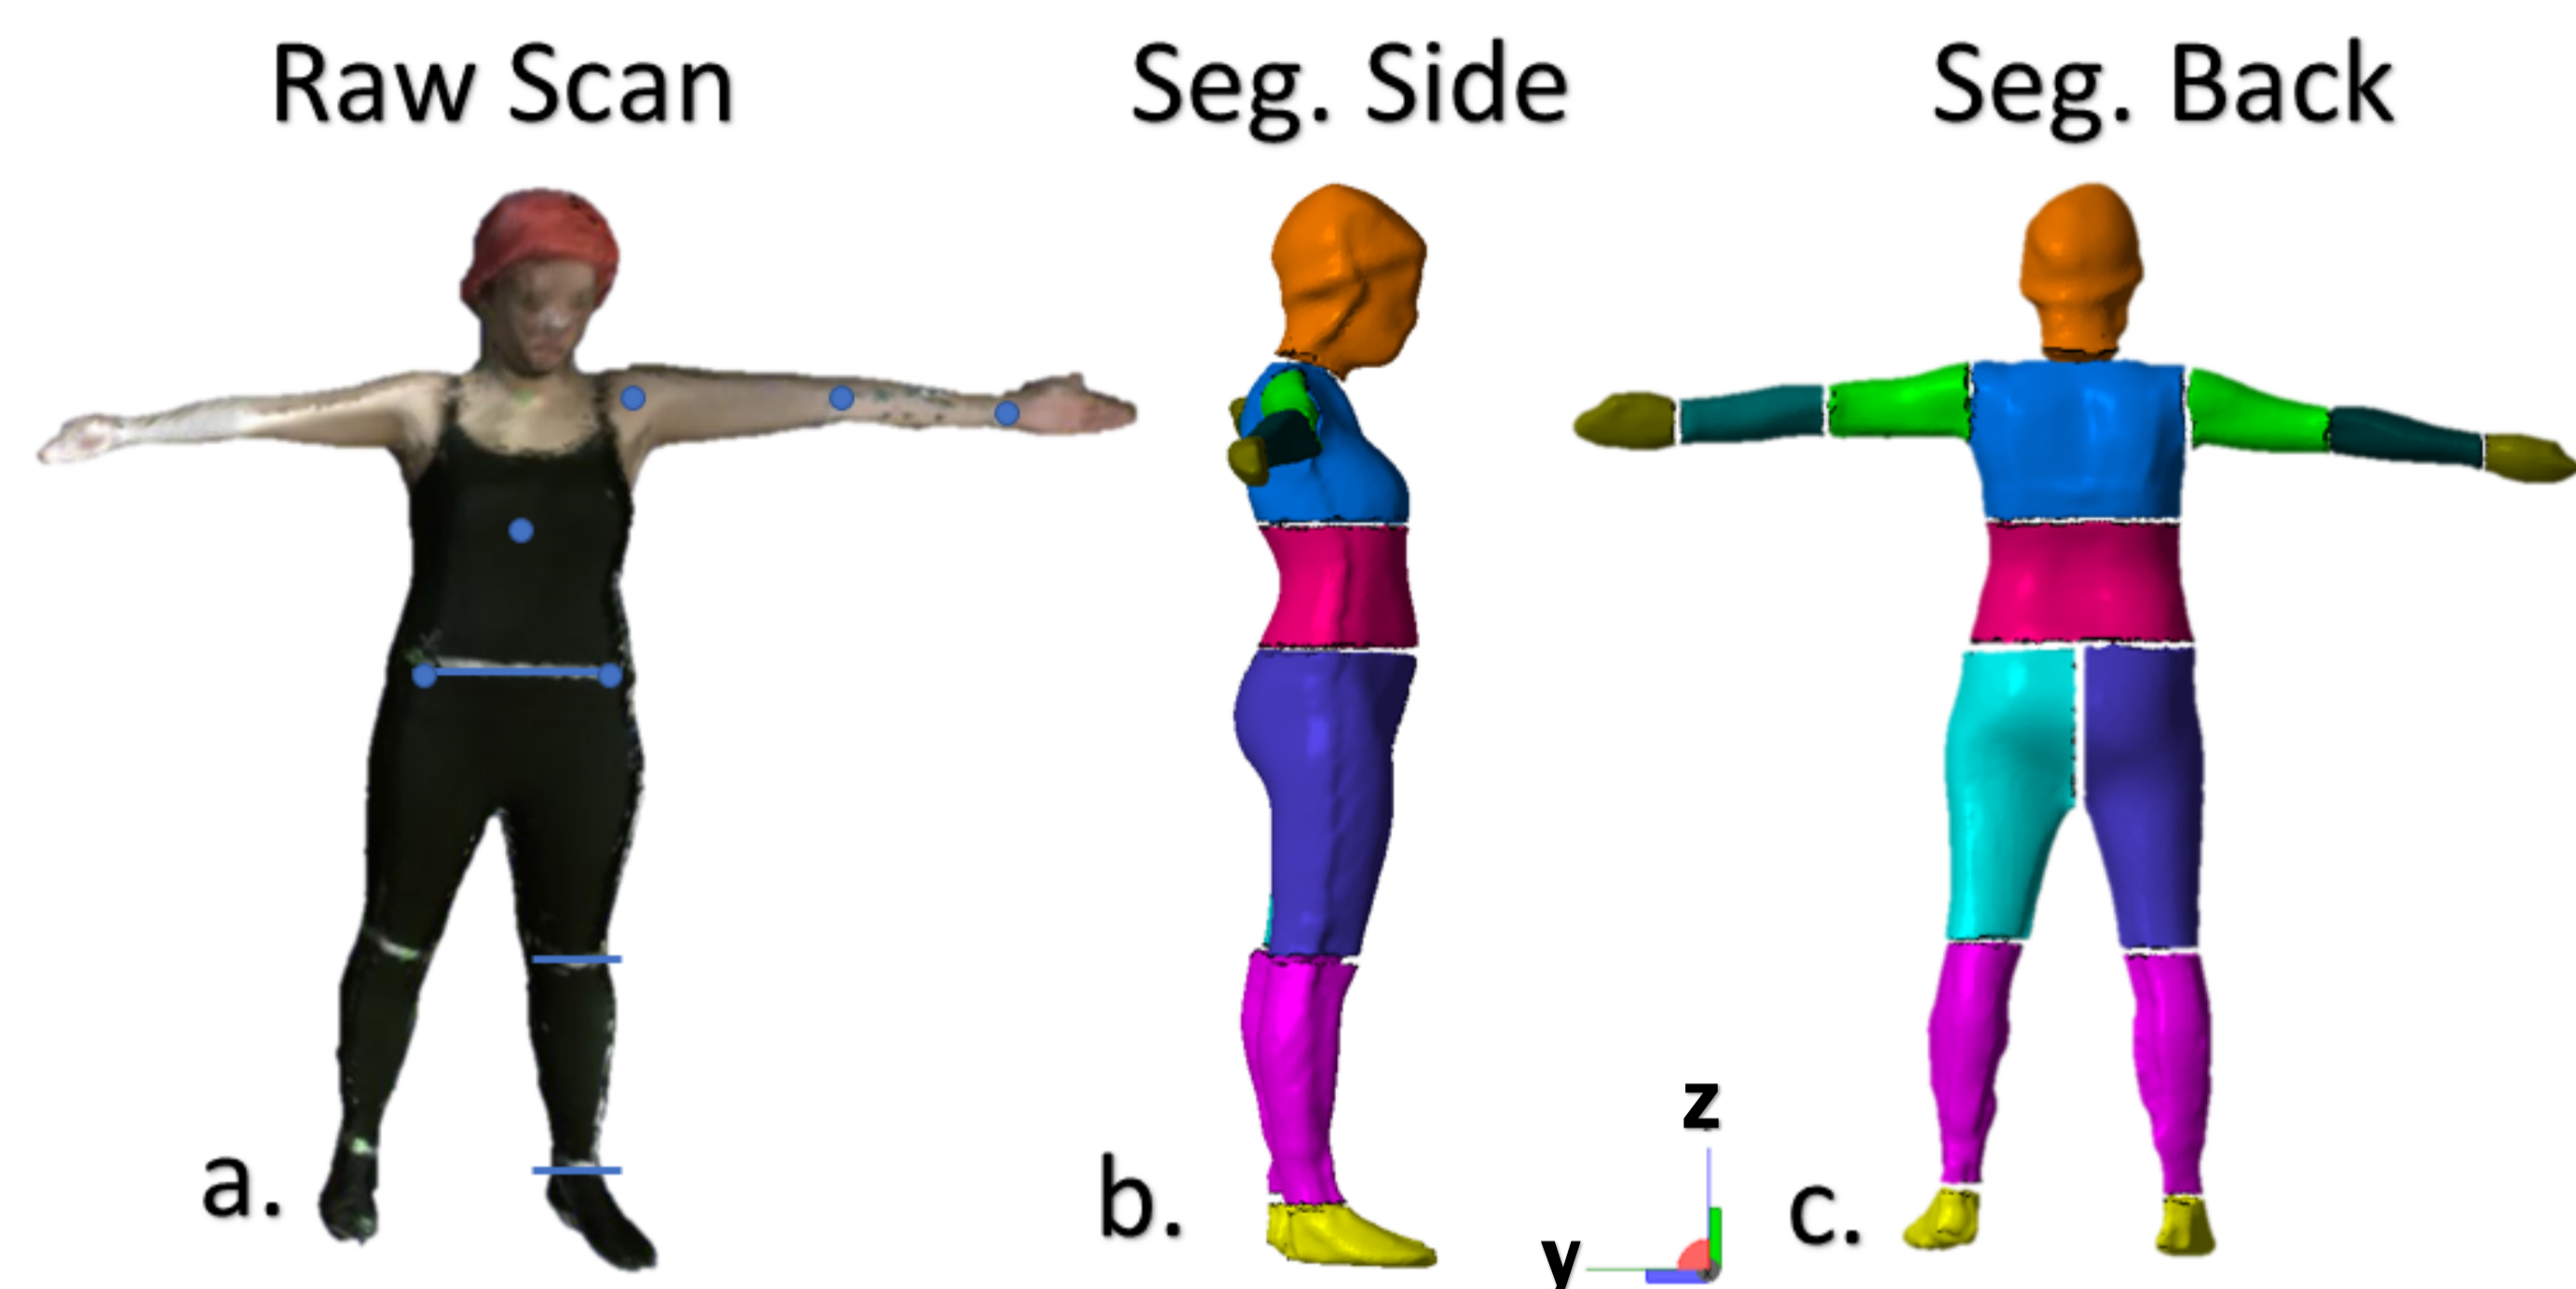 Raw Scan
Seg. Side
Seg. Back
a.
b.
z
y
c.